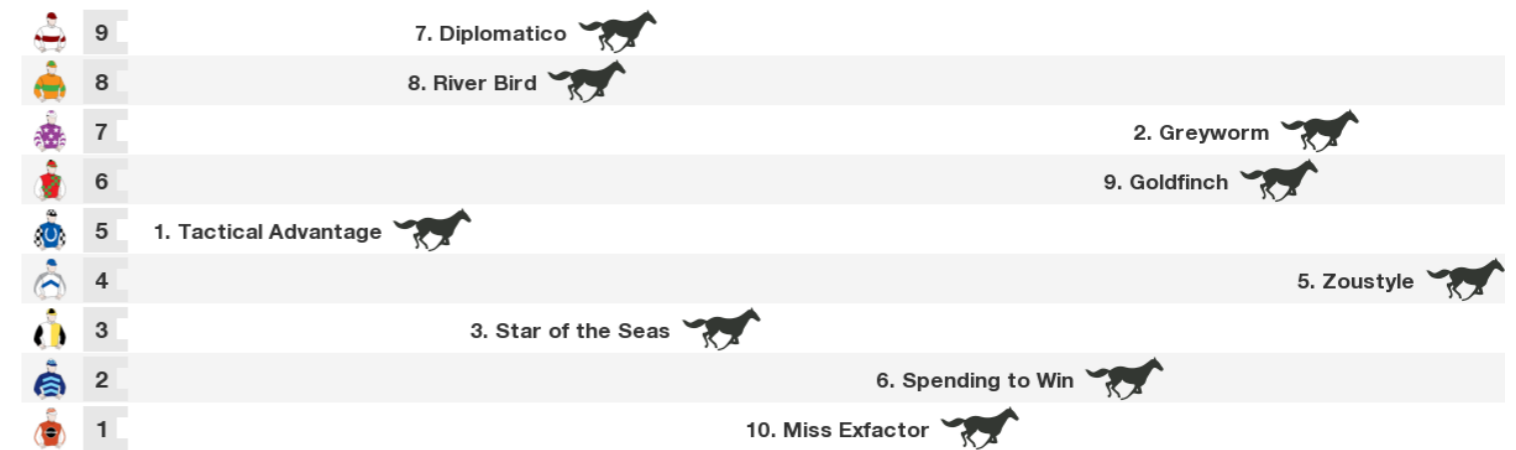 9 7. Diplomatico
8 8. River Bird
7 2. Greyworm
6 9. Goldfinch
5 1. Tactical Advantage
4 5. Zoustyle
3 3. Star of the Seas
2 6. Spending to Win
1 10. Miss Exfactor